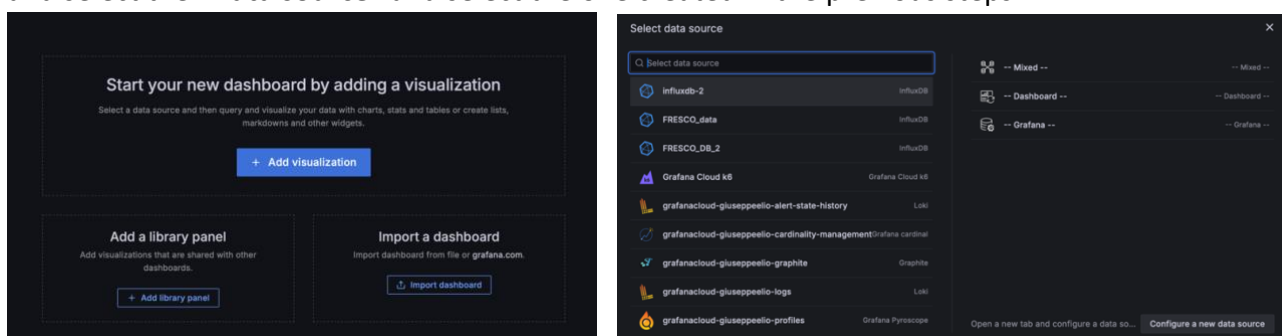 Start your new dashboard by adding a visualization
Select a data source and then query and visualize your data with charts, stats and tables or create lists,
markdowns and other widgets.
+ Add visualization
Add a library panel
Add visualizations that are shared with other
dashboards.
+ Add library panel
Import a dashboard
Import dashboard from file or grafana.com.
Import dashboard
Select data source
Select data source
influxdb-2 InfluxDB
FRESCO_data InfluxDB
FRESCO_DB_2 InfluxDB
Grafana Cloud k6 Grafana Cloud k6
grafanacloud-giuseppeelio-alert-state-history Loki
grafanacloud-giuseppeelio-cardinality-management Grafana cardinal
grafanacloud-giuseppeelio-graphite Graphite
grafanacloud-giuseppeelio-logs Loki
grafanacloud-giuseppeelio-profiles Grafana Pyroscope
-- Mixed -- -- Mixed --
-- Dashboard -- -- Dashboard --
-- Grafana -- -- Grafana --
Open a new tab and configure a data so... Configure a new data source